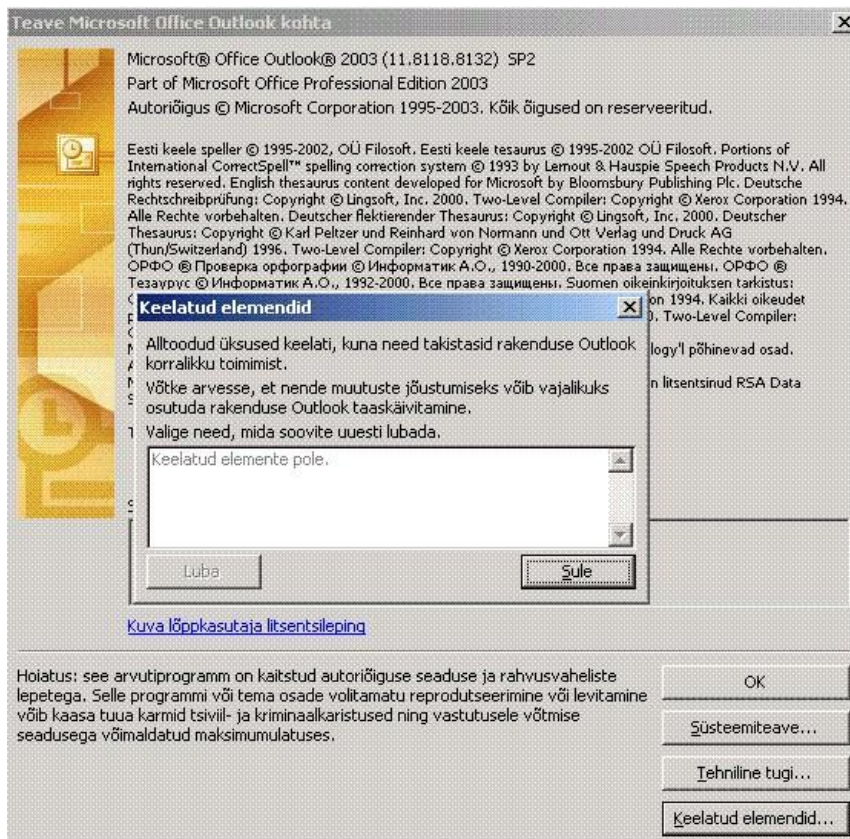 Teave Microsoft Office Outlook kohta
Microsoft® Office Outlook® 2003 (11.8118.8132) SP2
Part of Microsoft Office Professional Edition 2003
Autoriõigus © Microsoft Corporation 1995-2003. Kõik õigused on reserveeritud.
Eesti keele speller © 1995-2002, OÜ Filosoft. Eesti keele tesaurus © 1995-2002 OÜ Filosoft. Portions of
International CorrectSpell™ spelling correction system © 1993 by Lernout & Hauspie Speech Products N.V. All
rights reserved. English thesaurus content developed for Microsoft by Bloomsbury Publishing Plc. Deutsche
Rechtschreibprüfung: Copyright © Lingsoft, Inc. 2000. Two-Level Compiler: Copyright © Xerox Corporation 1994.
Alle Rechte vorbehalten. Deutscher flektierender Thesaurus: Copyright © Lingsoft, Inc. 2000. Deutscher
Thesaurus: Copyright © Karl Peltzer und Reinhard von Normann und Ott Verlag und Druck AG
(Thun/Switzerland) 1996. Two-Level Compiler: Copyright © Xerox Corporation 1994. Alle Rechte vorbehalten.
ОРФО ® Проверка орфографии © Информатик А.О., 1990-2000. Все права защищены. ОРФО ®
Тезаурус © Информатик А.О., 1992-2000. Все права защищены. Suomen oikeinkirjoituksen tarkistus:
on 1994. Kaikki oikeudet
Two-Level Compiler:
logy'l põhinevad osad.
litsentsinud RSA Data
Keelatud elemendid
Alltoodud üksused keelati, kuna need takistasid rakenduse Outlook
korralikku toimimist.
Võtke arvesse, et nende muutuste jõustumiseks võib vajalikuks
osutuda rakenduse Outlook taaskäivitamine.
Valige need, mida soovite uuesti lubada.
Keelatud elemente pole.
Luba
Sule
Kuva lõppkasutaja litsentsileping
Hoiatus: see arvutiprogramm on kaitstud autoriõiguse seaduse ja rahvusvaheliste
lepetega. Selle programmi või tema osade volitamatu reprodutseerimine või levitamine
võib kaasa tuua karmid tsiviil- ja kriminaalkaristused ning vastutusele võtmise
seadusega võimaldatud maksimumulatuses.
OK
Süsteemiteave...
Tehniline tugi...
Keelatud elemendid...